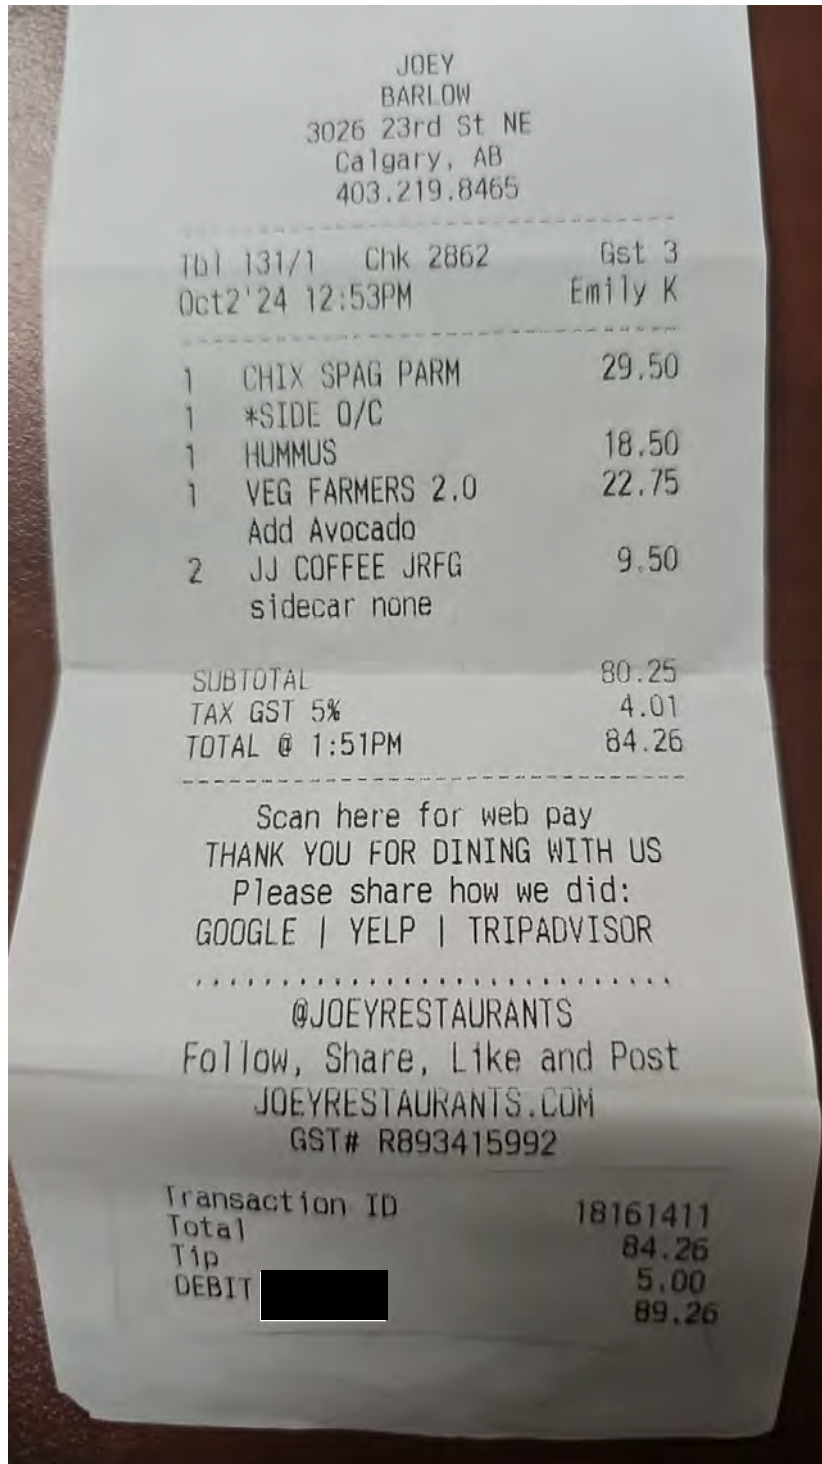 JOEY
BARLOW
3026 23rd St NE
Calgary, AB
403.219.8465
Tbl 131/1 Chk 2862 Gst 3
Oct2'24 12:53PM Emily K
1 CHIX SPAG PARM 29.50
1 *SIDE O/C
1 HUMMUS 18.50
1 VEG FARMERS 2.0 22.75
Add Avocado
2 JJ COFFEE JRFG 9.50
sidecar none
SUBTOTAL 80.25
TAX GST 5% 4.01
TOTAL @ 1:51PM 84.26
Scan here for web pay
THANK YOU FOR DINING WITH US
Please share how we did:
GOOGLE | YELP | TRIPADVISOR
@JOEYRESTAURANTS
Follow, Share, Like and Post
JOEYRESTAURANTS.COM
GST# R893415992
Transaction ID 18161411
Total 84.26
Tip 5.00
DEBIT 89.26